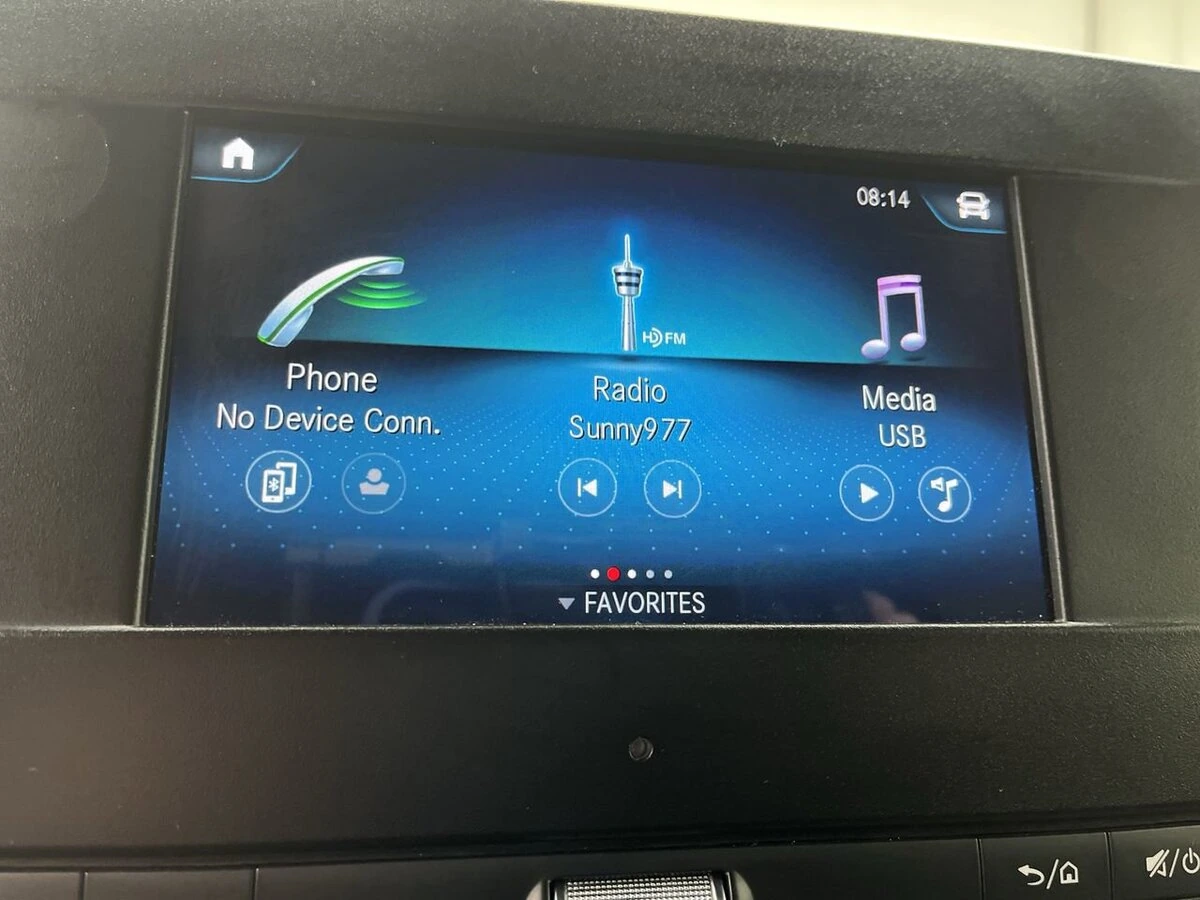 08:14
HD FM
Phone
No Device Conn.
Radio
Sunny977
Media
USB
FAVORITES